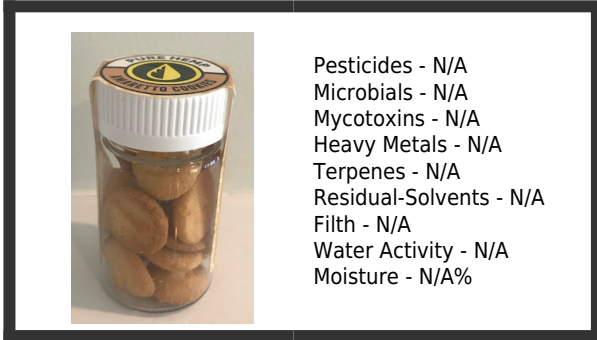 PURE HEMP
AMARETTO COOKIES
Pesticides - N/A
Microbials - N/A
Mycotoxins - N/A
Heavy Metals - N/A
Terpenes - N/A
Residual-Solvents - N/A
Filth - N/A
Water Activity - N/A
Moisture - N/A%